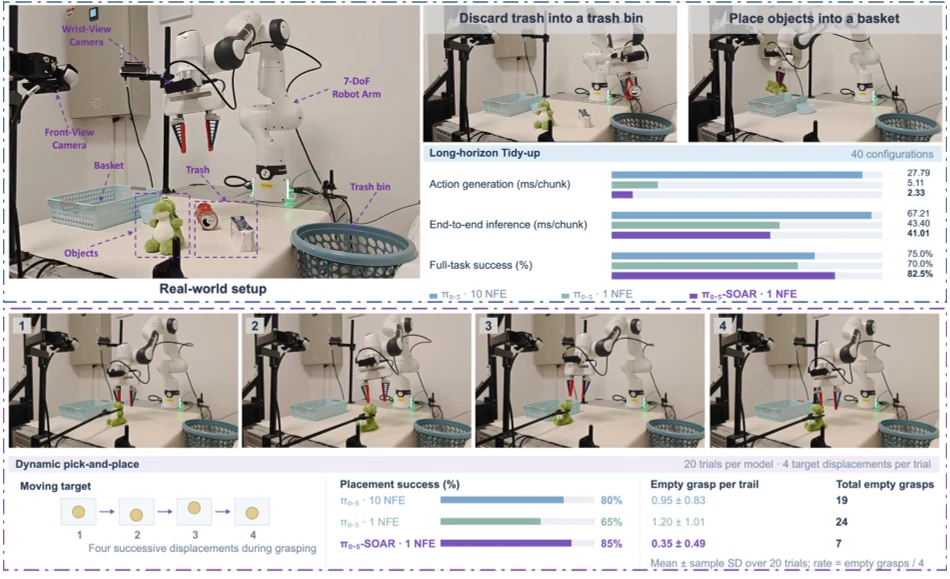 Wrist-View
Camera
7-DoF
Robot Arm
Front-View
Camera
Basket
Trash
Trash bin
Objects
Real-world setup
Discard trash into a trash bin
Place objects into a basket
Long-horizon Tidy-up
40 configurations
Action generation (ms/chunk)
27.79
5.11
2.33
End-to-end inference (ms/chunk)
67.21
43.40
41.01
Full-task success (%)
75.0%
70.0%
82.5%
π₀.₅ · 10 NFE
π₀.₅ · 1 NFE
π₀.₅-SOAR · 1 NFE
1
2
3
4
Dynamic pick-and-place
20 trials per model · 4 target displacements per trial
Moving target
1 2 3 4
Four successive displacements during grasping
Placement success (%)
π₀.₅ · 10 NFE 80%
π₀.₅ · 1 NFE 65%
π₀.₅-SOAR · 1 NFE 85%
Empty grasp per trail Total empty grasps
0.95 ± 0.83 19
1.20 ± 1.01 24
0.35 ± 0.49 7
Mean ± sample SD over 20 trials; rate = empty grasps / 4